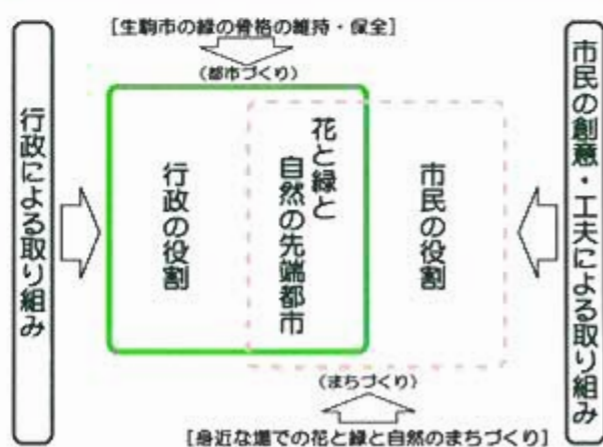 [生駒市の緑の骨格の維持・保全]
(都市づくり)
行政による取り組み
行政の役割
花と緑と
自然の先端都市
市民の役割
市民の創意・工夫による取り組み
(まちづくり)
[身近な場での花と緑と自然のまちづくり]